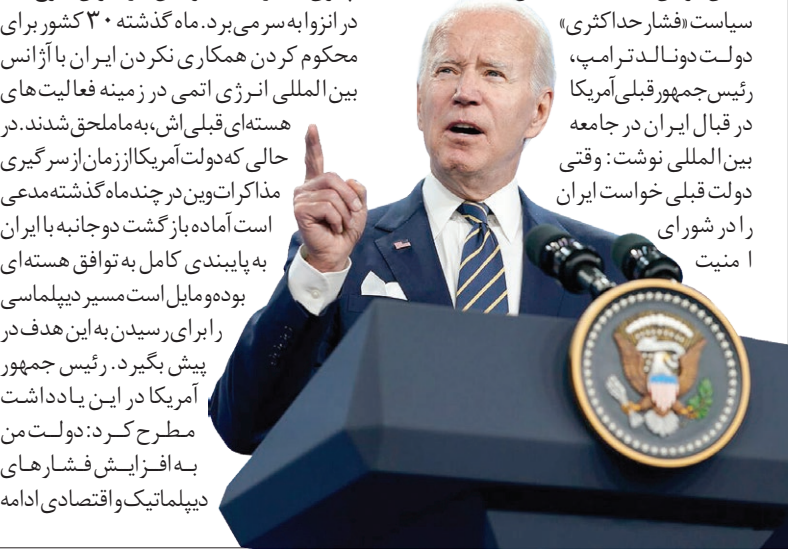 سیاست «فشار حداکثری»
دولت دونالد ترامپ،
رئیس‌جمهور قبلی آمریکا
در قبال ایران در جامعه
بین‌المللی نوشت: وقتی
دولت قبلی خواست ایران
را در شورای
ا منیت
در انزوا به سر می‌برد. ماه گذشته ۳۰ کشور برای
محکوم کردن همکاری نکردن ایران با آژانس
بین‌المللی انرژی اتمی در زمینه فعالیت‌های
هسته‌ای قبلی‌اش، به ما ملحق شدند. در
حالی که دولت آمریکا از زمان از سر گیری
مذاکرات وین در چند ماه گذشته مدعی
است آماده بازگشت دوجانبه با ایران
به پایبندی کامل به توافق هسته‌ای
بوده و مایل است مسیر دیپلماسی
را برای رسیدن به این هدف در
پیش بگیرد. رئیس جمهور
آمریکا در این یادداشت
مطرح کرد: دولت من
به افزایش فشارهای
دیپلماتیک و اقتصادی ادامه